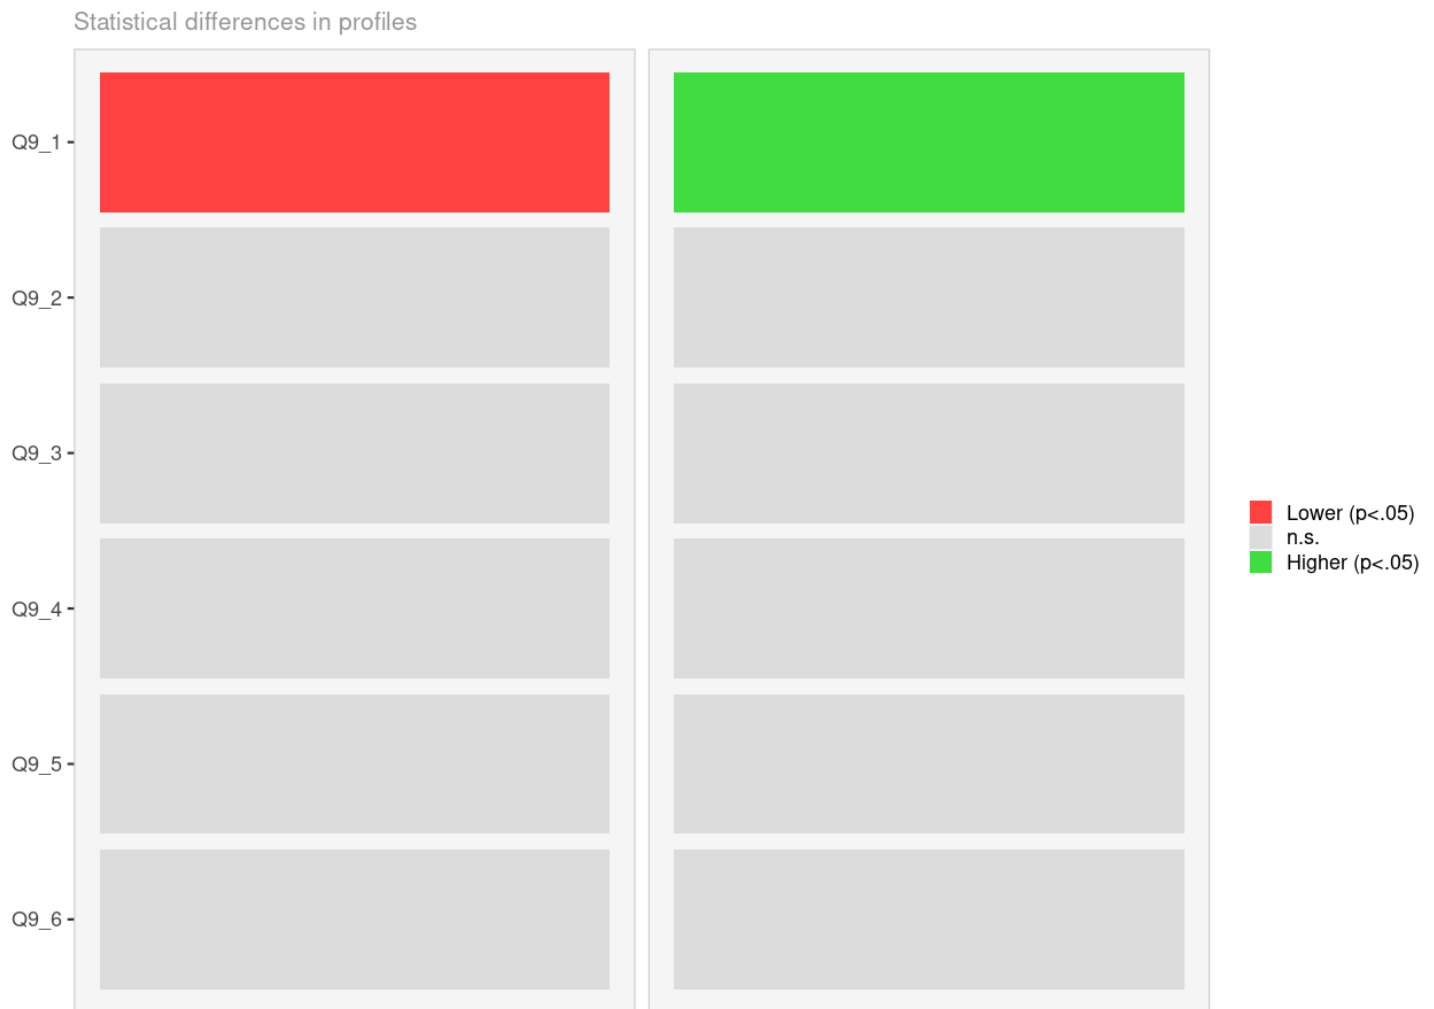 Statistical differences in profiles
Q9_1
Q9_2
Q9_3
Q9_4
Q9_5
Q9_6
Lower (p<.05)
n.s.
Higher (p<.05)